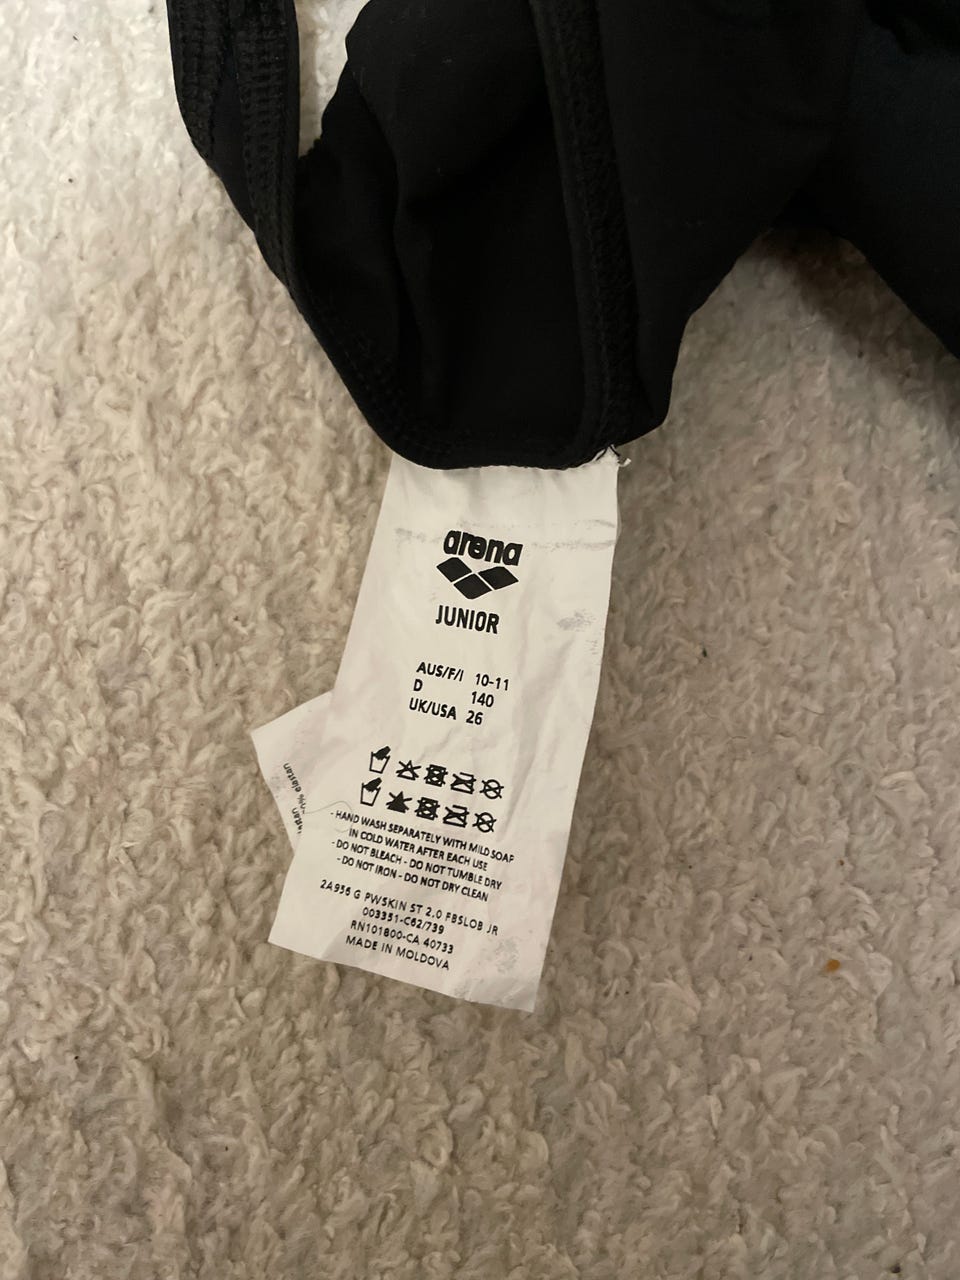 arena
JUNIOR
AUS/F/I 10-11
D 140
UK/USA 26
- HAND WASH SEPARATELY WITH MILD SOAP
IN COLD WATER AFTER EACH USE
- DO NOT BLEACH - DO NOT TUMBLE DRY
- DO NOT IRON - DO NOT DRY CLEAN
2A936 G PWSKIN ST 2.0 FBSLOB JR
003351-C62/739
RN101800-CA 40733
MADE IN MOLDOVA
elastan